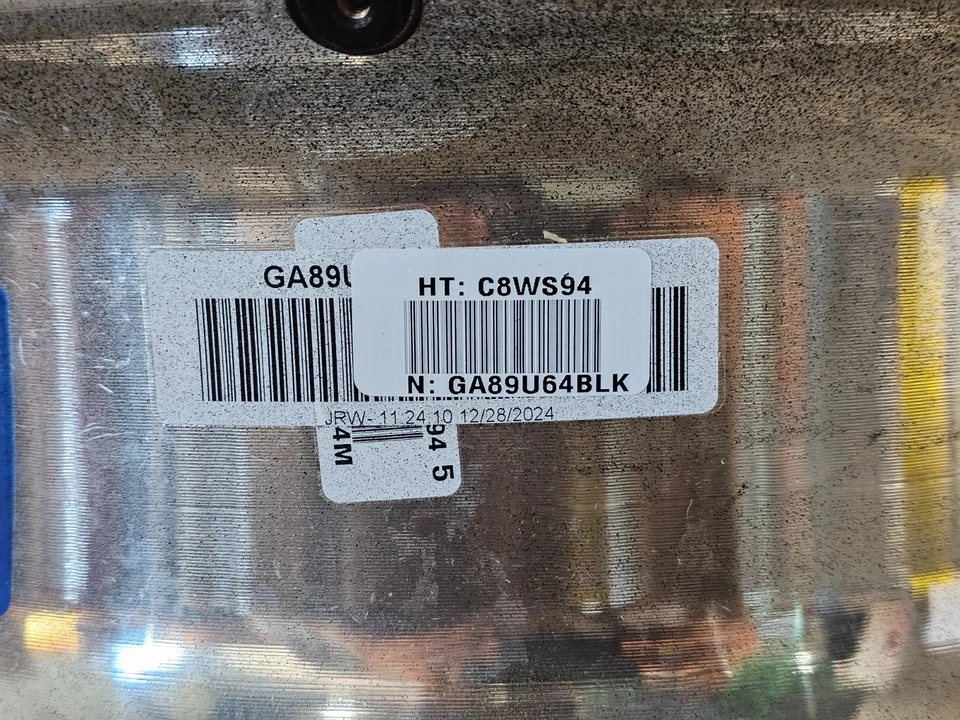 GA89U
HT: C8WS94
N: GA89U64BLK
JRW- 11:24:10 12/28/2024
4M
94 5